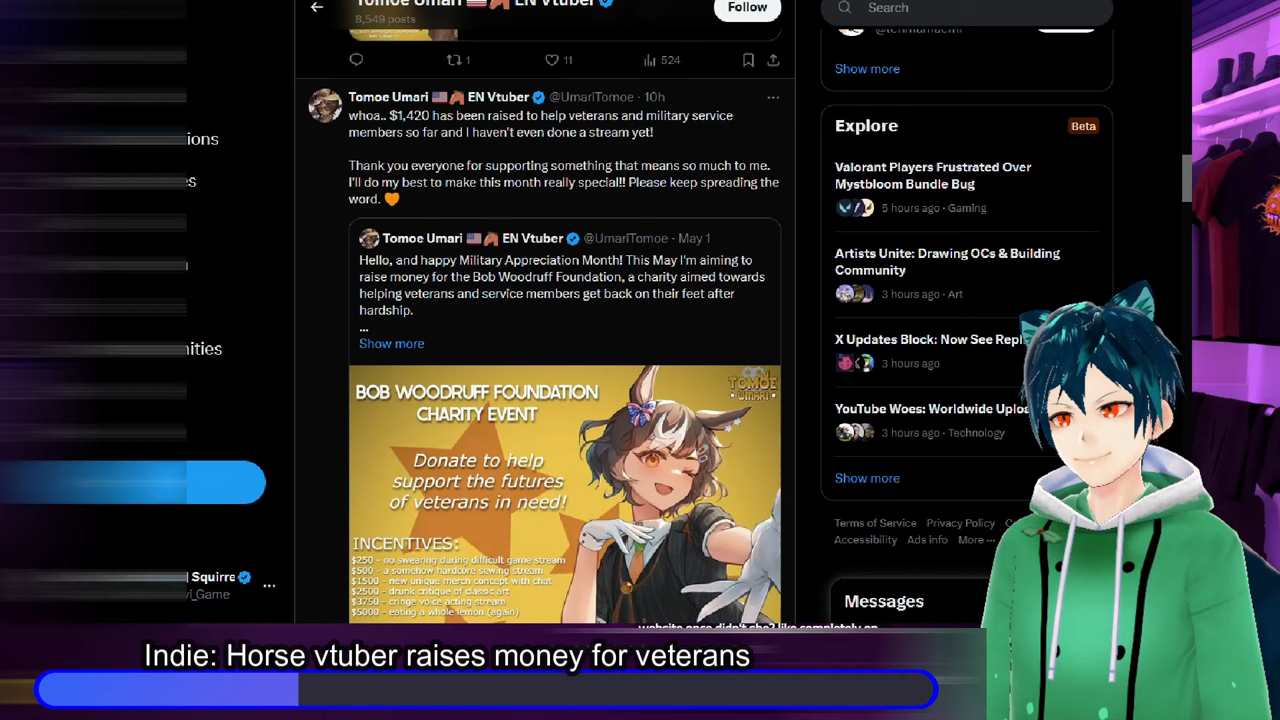 Tomoe Umari EN Vtuber
8,549 posts
Follow
Search
1
11
524
Show more
Tomoe Umari EN Vtuber @UmariTomoe · 10h
whoa.. $1,420 has been raised to help veterans and military service
members so far and I haven't even done a stream yet!
Thank you everyone for supporting something that means so much to me.
I'll do my best to make this month really special!! Please keep spreading the
word. 🧡
Tomoe Umari EN Vtuber @UmariTomoe · May 1
Hello, and happy Military Appreciation Month! This May I'm aiming to
raise money for the Bob Woodruff Foundation, a charity aimed towards
helping veterans and service members get back on their feet after
hardship.
...
Show more
BOB WOODRUFF FOUNDATION
CHARITY EVENT
TOMOE
UMARI
Donate to help
support the futures
of veterans in need!
INCENTIVES:
$250 - no swearing during difficult game stream
$500 - a somehow hardcore sewing stream
$1500 - new unique merch concept with chat
$2500 - drunk critique of classic art
$3750 - cringe voice acting stream
$5000 - eating a whole lemon (again)
Explore
Beta
Valorant Players Frustrated Over
Mystbloom Bundle Bug
5 hours ago · Gaming
Artists Unite: Drawing OCs & Building
Community
3 hours ago · Art
X Updates Block: Now See Repl
3 hours ago
YouTube Woes: Worldwide Uploa
3 hours ago · Technology
Show more
Terms of Service Privacy Policy
Accessibility Ads info More ...
Messages
ions
es
ities
Squirre
vi_Game
website once didn't she? like completely on
Indie: Horse vtuber raises money for veterans